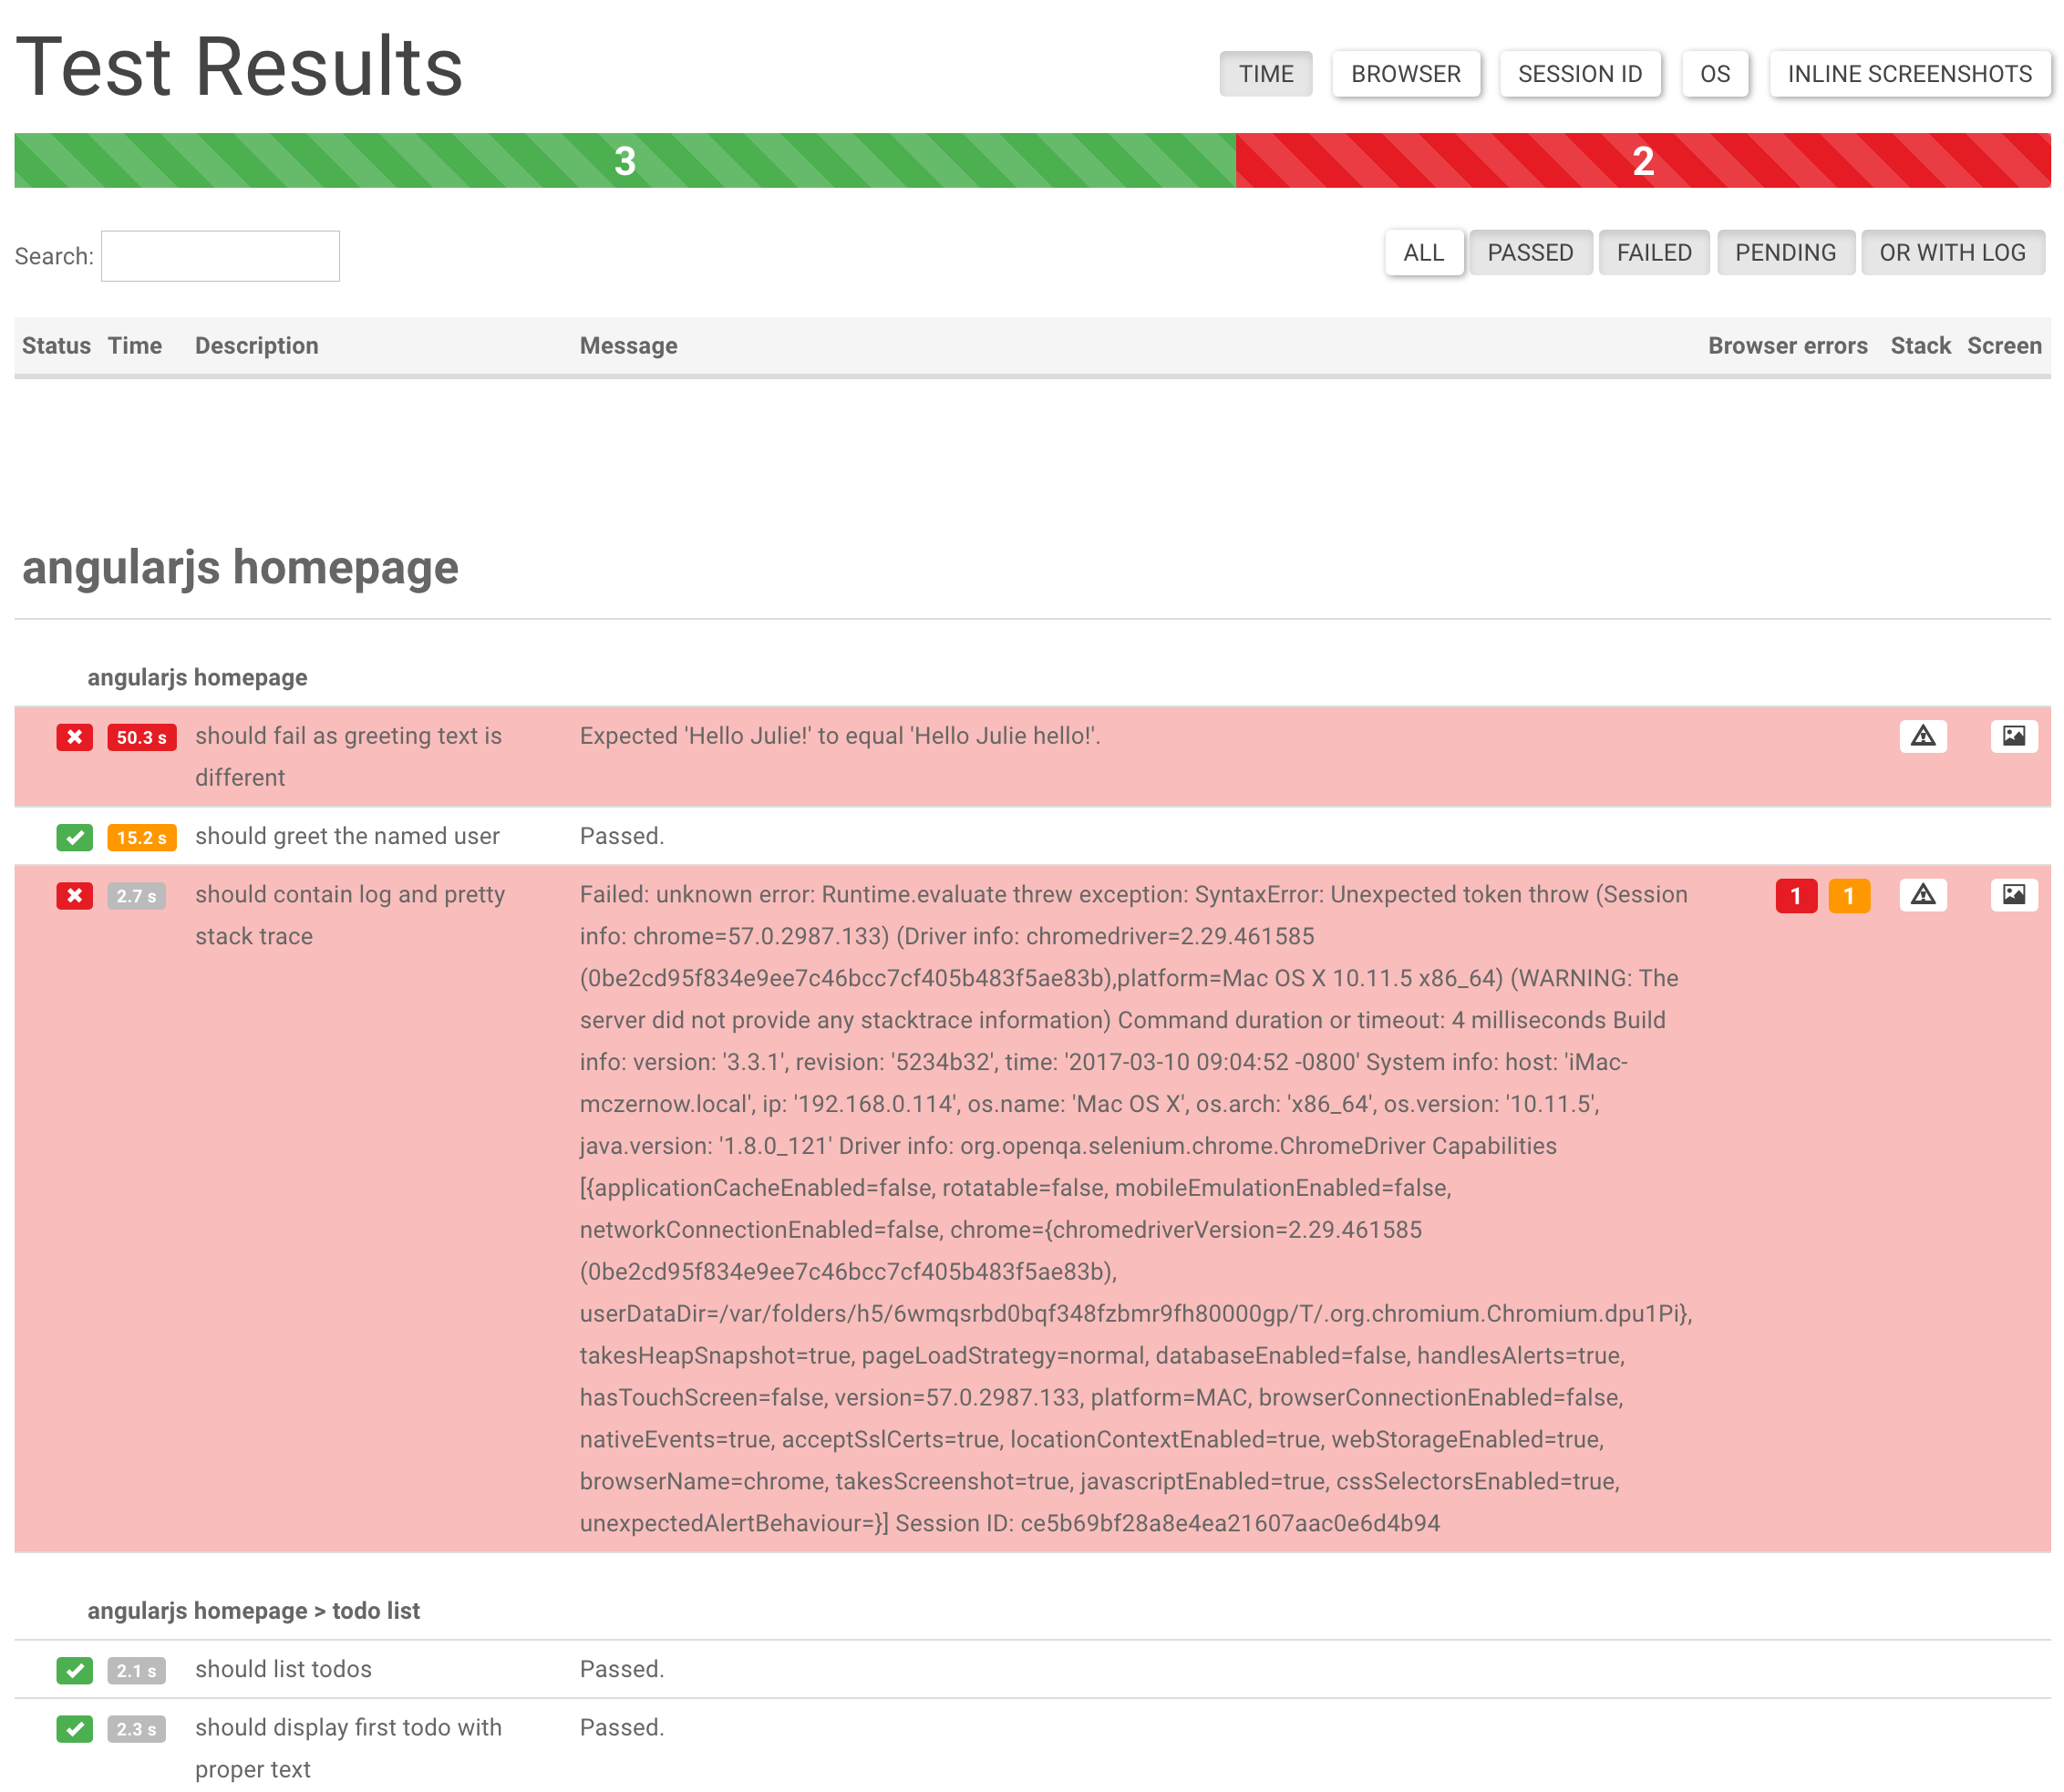 Test Results
TIME BROWSER SESSION ID OS INLINE SCREENSHOTS
3 2
Search:
ALL PASSED FAILED PENDING OR WITH LOG
Status Time Description Message Browser errors Stack Screen
angularjs homepage
angularjs homepage
50.3 s should fail as greeting text is Expected 'Hello Julie!' to equal 'Hello Julie hello!'.
different
15.2 s should greet the named user Passed.
2.7 s should contain log and pretty Failed: unknown error: Runtime.evaluate threw exception: SyntaxError: Unexpected token throw (Session 1 1
stack trace info: chrome=57.0.2987.133) (Driver info: chromedriver=2.29.461585
(0be2cd95f834e9ee7c46bcc7cf405b483f5ae83b),platform=Mac OS X 10.11.5 x86_64) (WARNING: The
server did not provide any stacktrace information) Command duration or timeout: 4 milliseconds Build
info: version: '3.3.1', revision: '5234b32', time: '2017-03-10 09:04:52 -0800' System info: host: 'iMac-
mczernow.local', ip: '192.168.0.114', os.name: 'Mac OS X', os.arch: 'x86_64', os.version: '10.11.5',
java.version: '1.8.0_121' Driver info: org.openqa.selenium.chrome.ChromeDriver Capabilities
[{applicationCacheEnabled=false, rotatable=false, mobileEmulationEnabled=false,
networkConnectionEnabled=false, chrome={chromedriverVersion=2.29.461585
(0be2cd95f834e9ee7c46bcc7cf405b483f5ae83b),
userDataDir=/var/folders/h5/6wmqsrbd0bqf348fzbmr9fh80000gp/T/.org.chromium.Chromium.dpu1Pi},
takesHeapSnapshot=true, pageLoadStrategy=normal, databaseEnabled=false, handlesAlerts=true,
hasTouchScreen=false, version=57.0.2987.133, platform=MAC, browserConnectionEnabled=false,
nativeEvents=true, acceptSslCerts=true, locationContextEnabled=true, webStorageEnabled=true,
browserName=chrome, takesScreenshot=true, javascriptEnabled=true, cssSelectorsEnabled=true,
unexpectedAlertBehaviour=}] Session ID: ce5b69bf28a8e4ea21607aac0e6d4b94
angularjs homepage > todo list
2.1 s should list todos Passed.
2.3 s should display first todo with Passed.
proper text